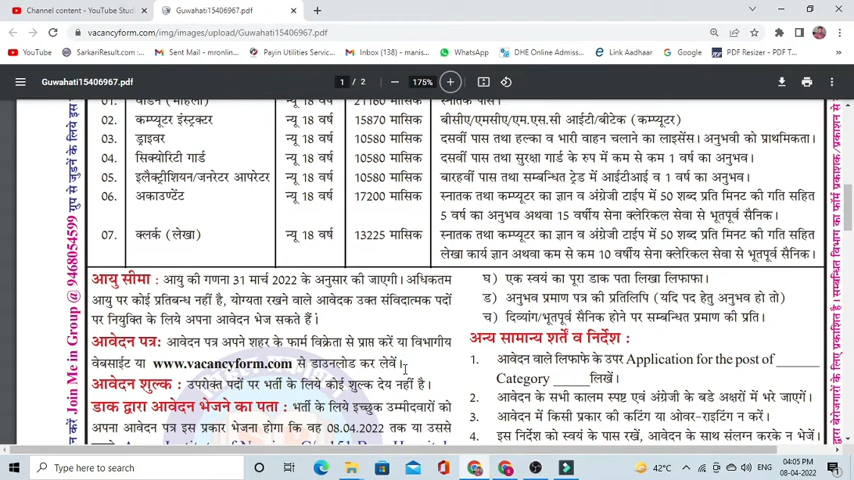 Channel content - YouTube Stud
Guwahati15406967.pdf
vacancyform.com/img/images/upload/Guwahati15406967.pdf
YouTube
SarkariResult.com :...
Sent Mail - mronlin...
Payin Utilities Servic...
Inbox (138) - manis...
WhatsApp
DHE Online Admissi...
Link Aadhaar
Google
PDF Resizer - PDF T...
Guwahati15406967.pdf
1 / 2
175%
01. वार्डन (महिला) न्यू 18 वर्ष 21160 मासिक स्नातक पास।
02. कम्प्यूटर इंस्ट्रक्टर न्यू 18 वर्ष 15870 मासिक बीसीए/एमसीए/एम.एस.सी आईटी/बीटेक (कम्प्यूटर)
03. ड्राइवर न्यू 18 वर्ष 10580 मासिक दसवीं पास तथा हल्का व भारी वाहन चलाने का लाइसेंस। अनुभवी को प्राथमिकता।
04. सिक्योरिटी गार्ड न्यू 18 वर्ष 10580 मासिक दसवीं पास तथा सुरक्षा गार्ड के रुप में कम से कम 1 वर्ष का अनुभव।
05. इलैक्ट्रीशियन/जनरेटर आपरेटर न्यू 18 वर्ष 10580 मासिक बारहवीं पास तथा सम्बन्धित ट्रेड में आईटीआई व 1 वर्ष का अनुभव।
06. अकाउण्टेंट न्यू 18 वर्ष 17200 मासिक स्नातक तथा कम्प्यूटर का ज्ञान व अंग्रेजी टाईप में 50 शब्द प्रति मिनट की गति सहित
5 वर्ष का अनुभव अथवा 15 वर्षीय सेना क्लेरिकल सेवा से भूतपूर्व सैनिक।
07. क्लर्क (लेखा) न्यू 18 वर्ष 13225 मासिक स्नातक तथा कम्प्यूटर का ज्ञान व अंग्रेजी टाईप में 50 शब्द प्रति मिनट की गति सहित
लेखा कार्य ज्ञान अथवा कम से कम 10 वर्षीय सेना क्लेरिकल सेवा से भूतपूर्व सैनिक।
आयु सीमा : आयु की गणना 31 मार्च 2022 के अनुसार की जाएगी। अधिकतम
आयु पर कोई प्रतिबन्ध नहीं है, योग्यता रखने वाले आवेदक उक्त संविदात्मक पदों
पर नियुक्ति के लिये अपना आवेदन भेज सकते हैं।
आवेदन पत्र: आवेदन पत्र अपने शहर के फार्म विक्रेता से प्राप्त करें या विभागीय
वेबसाईट या www.vacancyform.com से डाउनलोड कर लेवें।
आवेदन शुल्क : उपरोक्त पदों पर भर्ती के लिये कोई शुल्क देय नहीं है।
डाक द्वारा आवेदन भेजने का पता : भर्ती के लिये इच्छुक उम्मीदवारों को
अपना आवेदन पत्र इस प्रकार भेजना होगा कि वह 08.04.2022 तक या उससे
घ) एक स्वयं का पूरा डाक पता लिखा लिफाफा।
ड) अनुभव प्रमाण पत्र की प्रतिलिपि (यदि पद हेतु अनुभव हो तो)
च) दिव्यांग/भूतपूर्व सैनिक होने पर सम्बन्धित प्रमाण की प्रति।
अन्य सामान्य शर्ते व निर्देश :
1. आवेदन वाले लिफाफे के उपर Application for the post of ______
Category _____ लिखें।
2. आवेदन के सभी कालम स्पष्ट एवं अंग्रेजी के बडे अक्षरों में भरे जाएगें।
3. आवेदन में किसी प्रकार की कटिंग या ओवर-राइटिंग न करें।
4. इस निर्देश को स्वयं के पास रखें, आवेदन के साथ संलग्न करके न भेजें।
ग्रुप से जुड़ने के लिये इस
नम्बर Join me in Group @ 9468054599
Type here to search
42°C
ENG
04:05 PM
08-04-2022